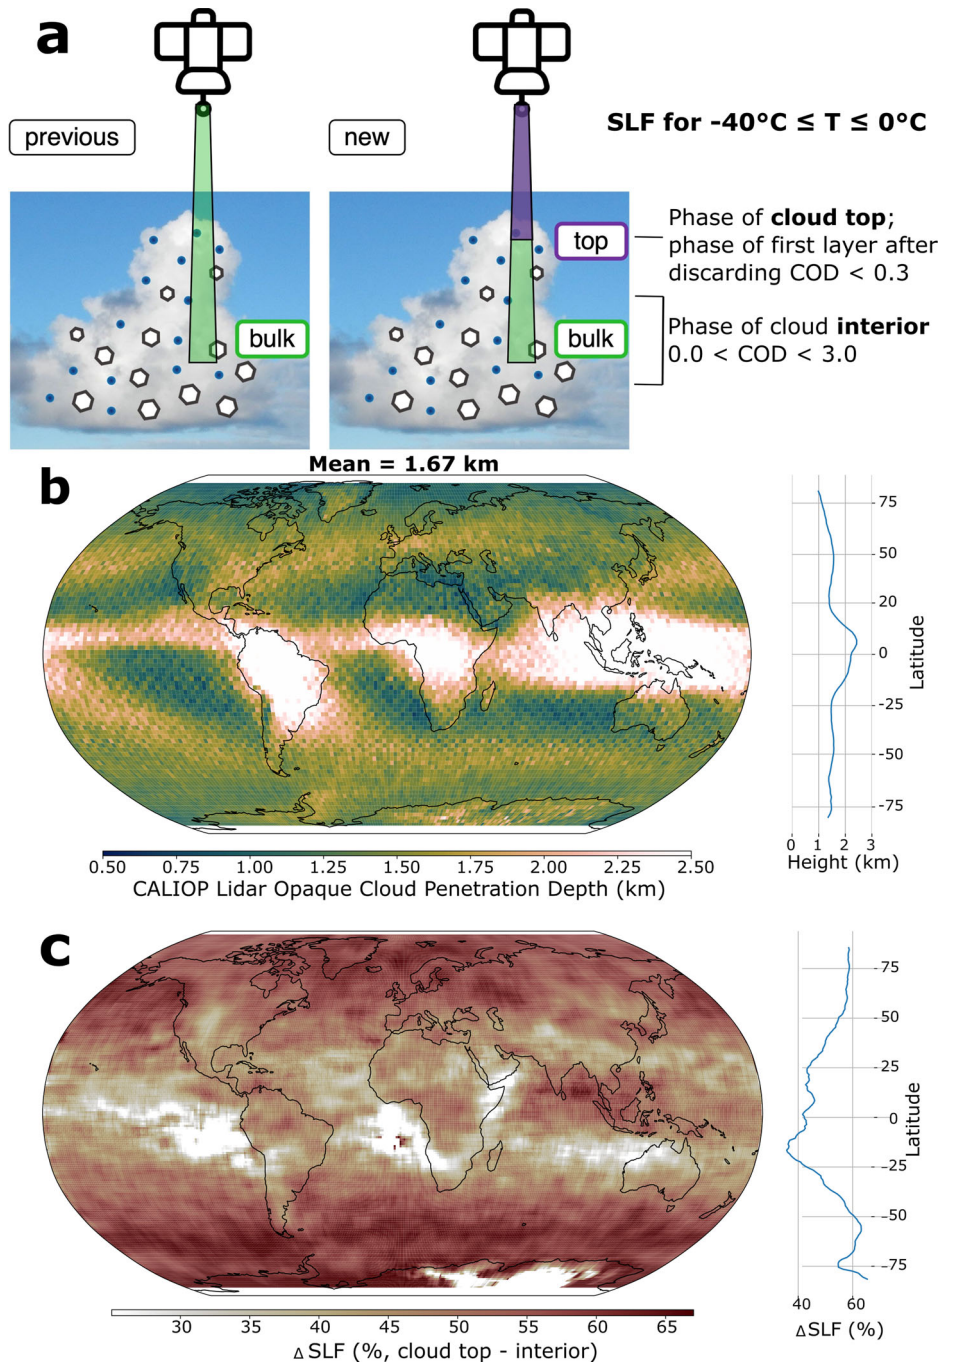 a
previous
new
SLF for -40°C ≤ T ≤ 0°C
top
bulk
bulk
Phase of cloud top;
phase of first layer after
discarding COD < 0.3
Phase of cloud interior
0.0 < COD < 3.0
b
Mean = 1.67 km
75
50
20
0
-25
-50
-75
Latitude
0 1 2 3
Height (km)
0.50 0.75 1.00 1.25 1.50 1.75 2.00 2.25 2.50
CALIOP Lidar Opaque Cloud Penetration Depth (km)
c
75
50
25
0
-25
-50
-75
Latitude
40 60
ΔSLF (%)
30 35 40 45 50 55 60 65
Δ SLF (%, cloud top - interior)